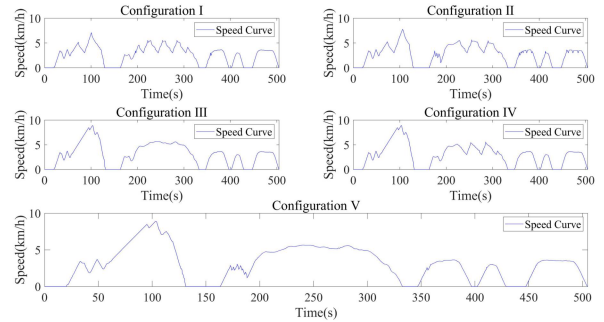 Configuration I
Speed(km/h)
10
5
0
Speed Curve
0 100 200 300 400 500
Time(s)
Configuration II
Speed(km/h)
10
5
0
Speed Curve
0 100 200 300 400 500
Time(s)
Configuration III
Speed(km/h)
10
5
0
Speed Curve
0 100 200 300 400 500
Time(s)
Configuration IV
Speed(km/h)
10
5
0
Speed Curve
0 100 200 300 400 500
Time(s)
Configuration V
Speed(km/h)
10
5
0
Speed Curve
0 50 100 150 200 250 300 350 400 450 500
Time(s)